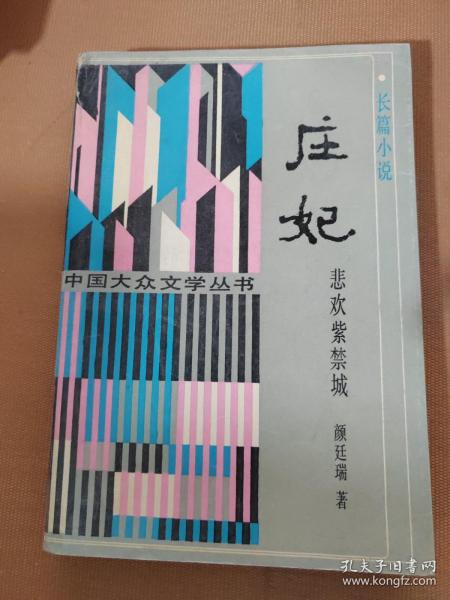 长篇小说
庄妃
悲欢紫禁城
颜廷瑞 著
中国大众文学丛书
孔夫子旧书网
www.kongfz.com